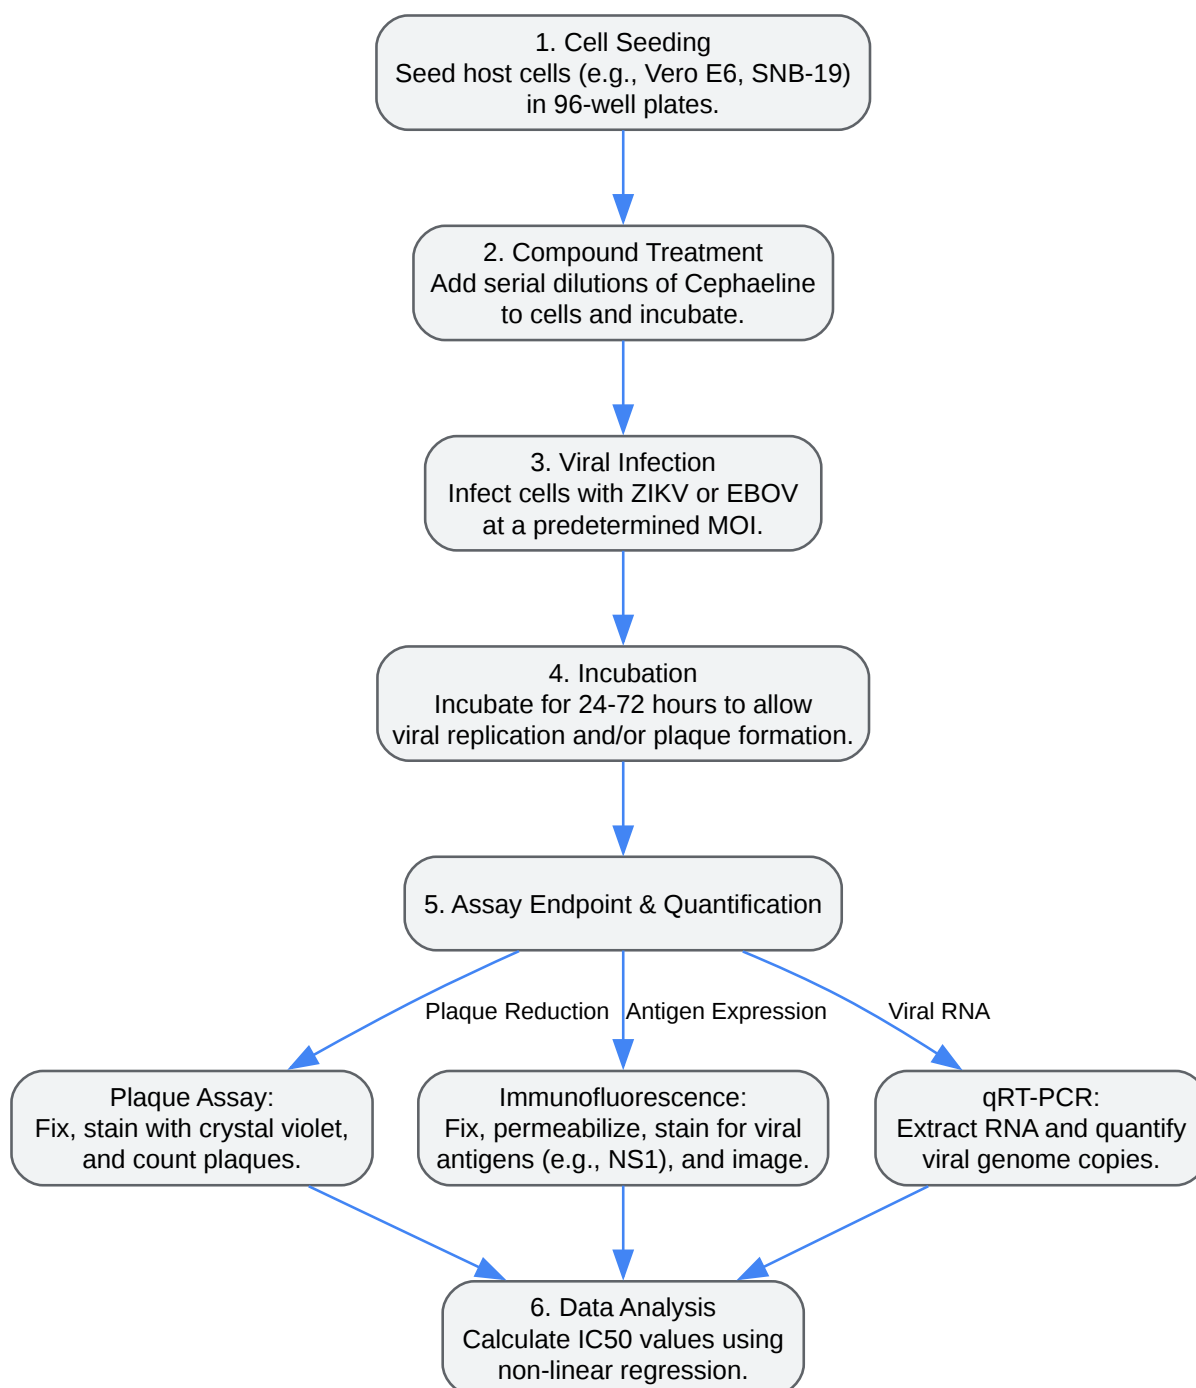 1. Cell Seeding
Seed host cells (e.g., Vero E6, SNB-19)
in 96-well plates.
2. Compound Treatment
Add serial dilutions of Cephaeline
to cells and incubate.
3. Viral Infection
Infect cells with ZIKV or EBOV
at a predetermined MOI.
4. Incubation
Incubate for 24-72 hours to allow
viral replication and/or plaque formation.
5. Assay Endpoint & Quantification
Plaque Reduction
Antigen Expression
Viral RNA
Plaque Assay:
Fix, stain with crystal violet,
and count plaques.
Immunofluorescence:
Fix, permeabilize, stain for viral
antigens (e.g., NS1), and image.
qRT-PCR:
Extract RNA and quantify
viral genome copies.
6. Data Analysis
Calculate IC50 values using
non-linear regression.